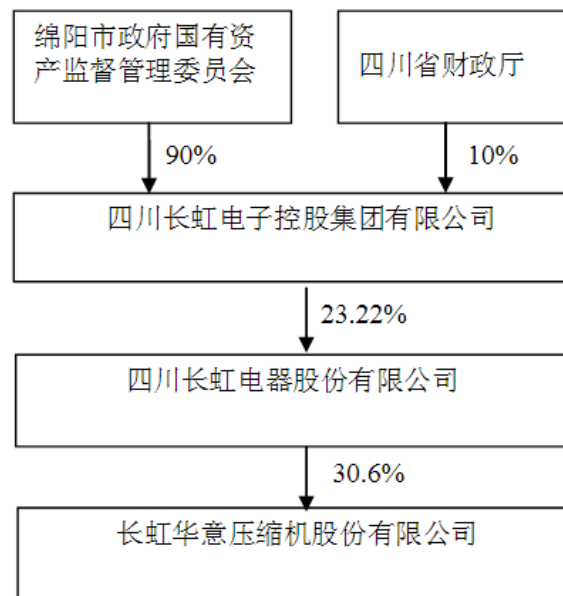 绵阳市政府国有资
产监督管理委员会
四川省财政厅
90%
10%
四川长虹电子控股集团有限公司
23.22%
四川长虹电器股份有限公司
30.6%
长虹华意压缩机股份有限公司